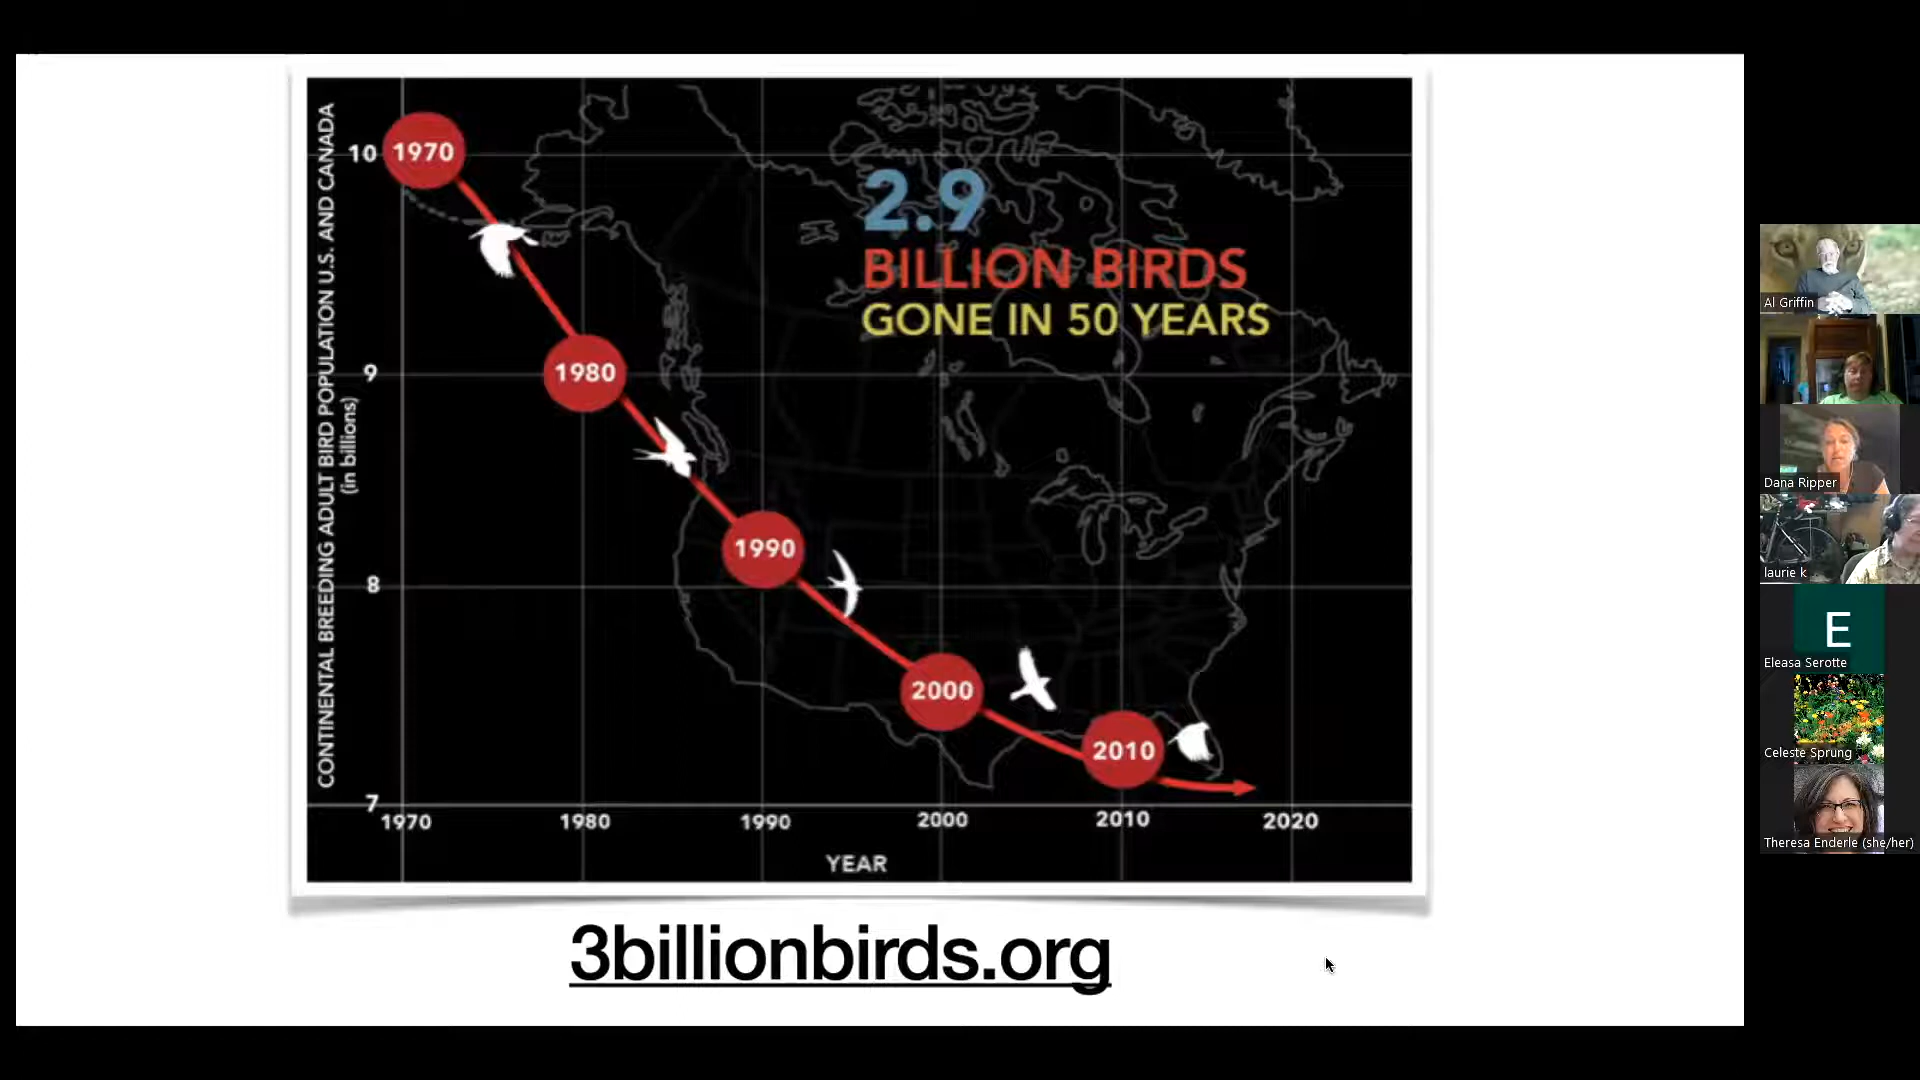 CONTINENTAL BREEDING ADULT BIRD POPULATION U.S. AND CANADA
(in billions)
10
9
8
7
1970
1980
1990
2000
2010
2.9
BILLION BIRDS
GONE IN 50 YEARS
1970
1980
1990
2000
2010
2020
YEAR
3billionbirds.org
Al Griffin
Dana Ripper
laurie k
E
Eleasa Serotte
Celeste Sprung
Theresa Enderle (she/her)